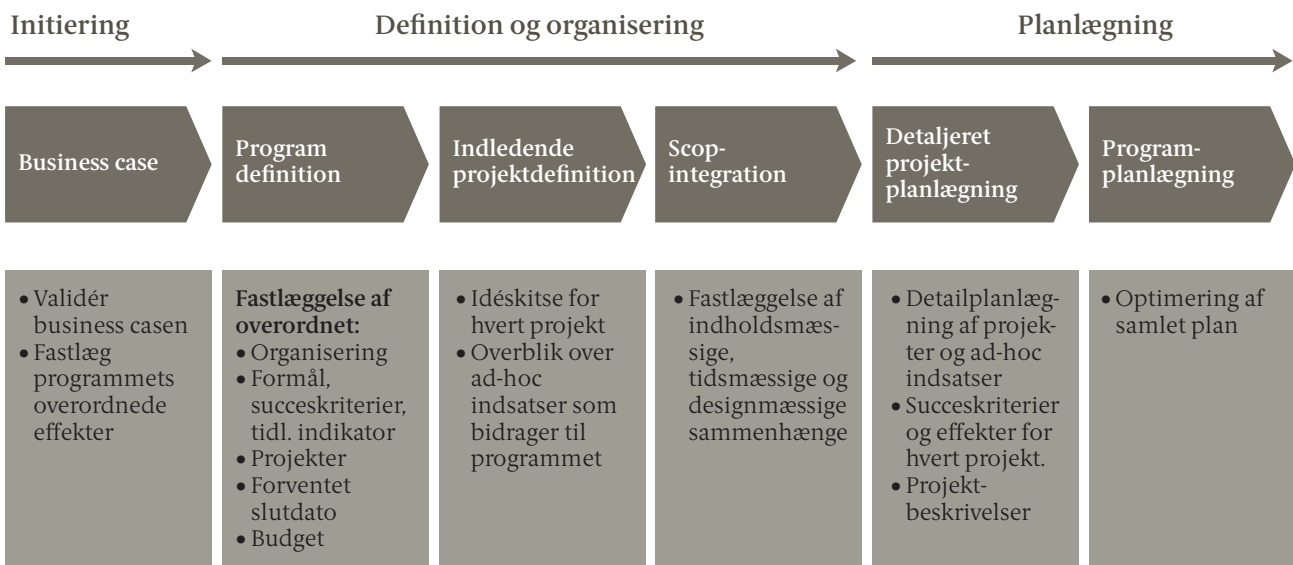 Initiering
Definition og organisering
Planlægning
Business case
Program
definition
Indledende
projektdefinition
Scop-
integration
Detaljeret
projekt-
planlægning
Program-
planlægning
• Validér
business casen
• Fastlæg
programmets
overordnede
effekter
Fastlæggelse af
overordnet:
• Organisering
• Formål,
succeskriterier,
tidl. indikator
• Projekter
• Forventet
slutdato
• Budget
• Idéskitse for
hvert projekt
• Overblik over
ad-hoc
indsatser som
bidrager til
programmet
• Fastlæggelse af
indholdsmæs-
sige,
tidsmæssige og
designmæssige
sammenhænge
• Detailplanlæg-
ning af projek-
ter og ad-hoc
indsatser
• Succeskriterier
og effekter for
hvert projekt.
• Projekt-
beskrivelser
• Optimering af
samlet plan